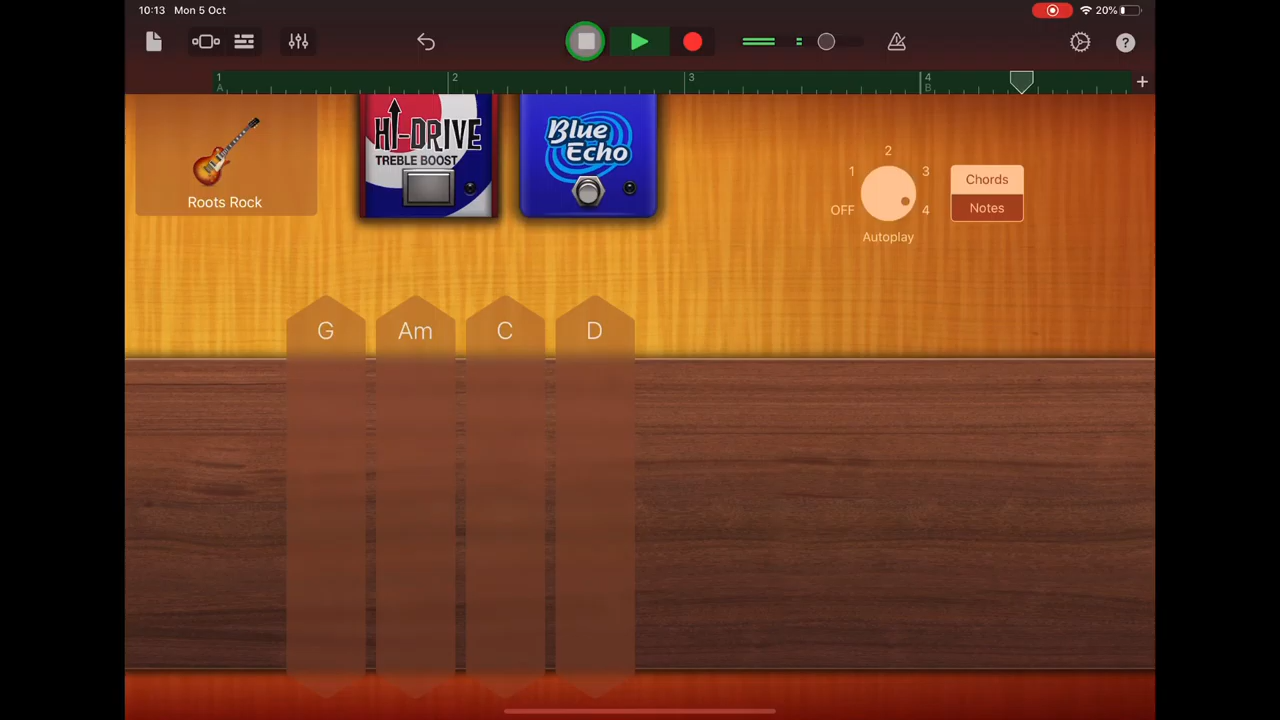 10:13 Mon 5 Oct
20%
1 2 3 4
A B
HI-DRIVE
TREBLE BOOST
Blue
Echo
Roots Rock
OFF 1 2 3 4
Autoplay
Chords
Notes
G Am C D
?